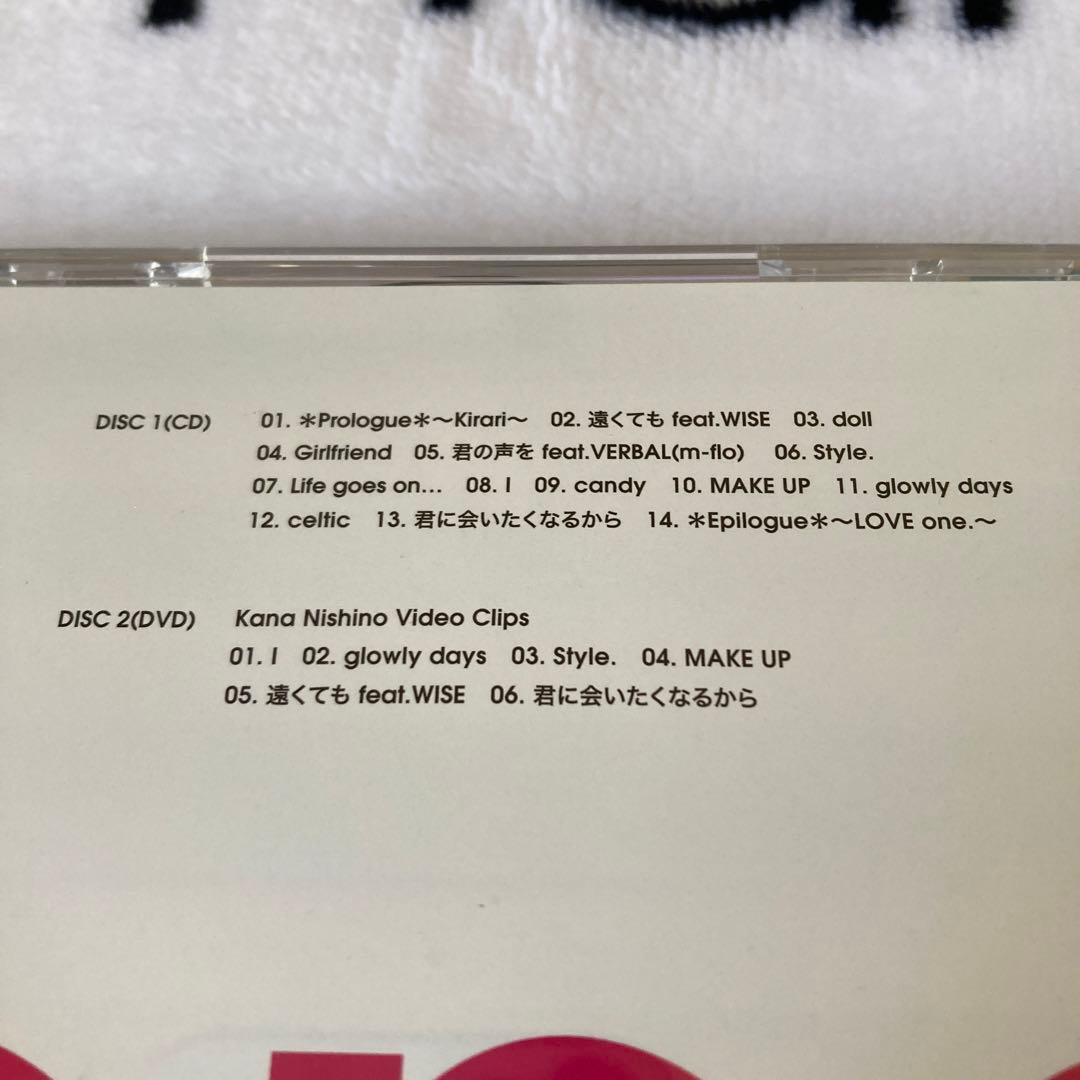 DISC 1(CD) 01. ＊Prologue＊〜Kirari〜 02. 遠くても feat.WISE 03. doll
04. Girlfriend 05. 君の声を feat.VERBAL(m-flo) 06. Style.
07. Life goes on... 08. I 09. candy 10. MAKE UP 11. glowly days
12. celtic 13. 君に会いたくなるから 14. ＊Epilogue＊〜LOVE one.〜
DISC 2(DVD) Kana Nishino Video Clips
01. I 02. glowly days 03. Style. 04. MAKE UP
05. 遠くても feat.WISE 06. 君に会いたくなるから